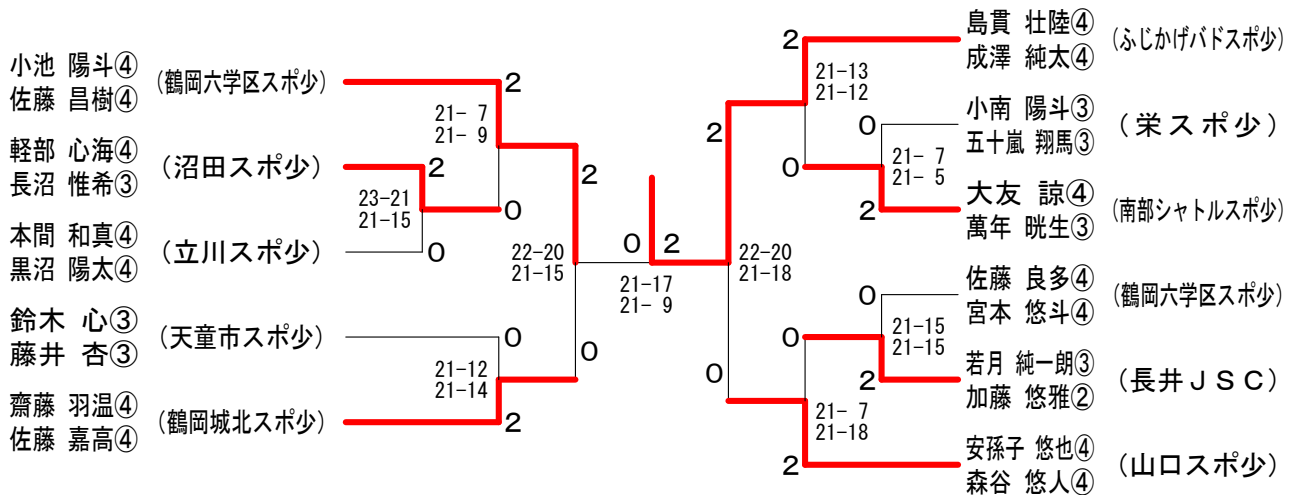 小池 陽斗④
佐藤 昌樹④
(鶴岡六学区スポ少)
2
21- 7
21- 9
軽部 心海④
長沼 惟希③
(沼田スポ少)
2
0
23-21
21-15
本間 和真④
黒沼 陽太④
(立川スポ少)
0
2
22-20
21-15
鈴木 心③
藤井 杏③
(天童市スポ少)
0
0
21-12
21-14
齋藤 羽温④
佐藤 嘉高④
(鶴岡城北スポ少)
2
0 2
21-17
21- 9
島貫 壮陸④
成澤 純太④
(ふじかげバドスポ少)
2
21-13
21-12
小南 陽斗③
五十嵐 翔馬③
(栄スポ少)
0
2
0
21- 7
21- 5
大友 諒④
萬年 晄生③
(南部シャトルスポ少)
2
22-20
21-18
佐藤 良多④
宮本 悠斗④
(鶴岡六学区スポ少)
0
0
21-15
21-15
若月 純一朗③
加藤 悠雅②
(長井JSC)
2
0
21- 7
21-18
安孫子 悠也④
森谷 悠人④
(山口スポ少)
2